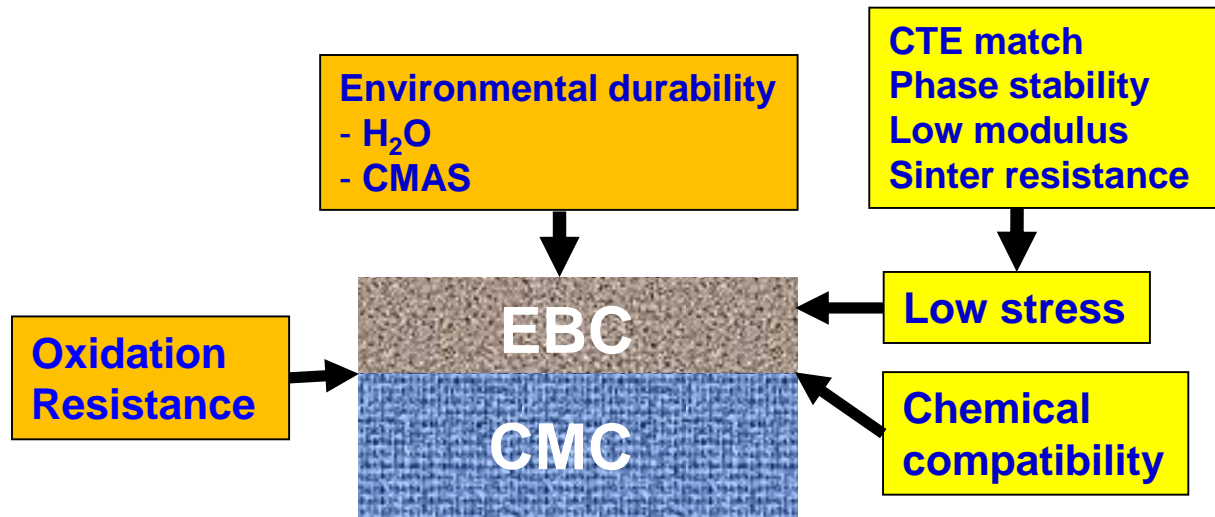 Environmental durability
- H₂O
- CMAS
CTE match
Phase stability
Low modulus
Sinter resistance
EBC
Low stress
Oxidation
Resistance
CMC
Chemical
compatibility